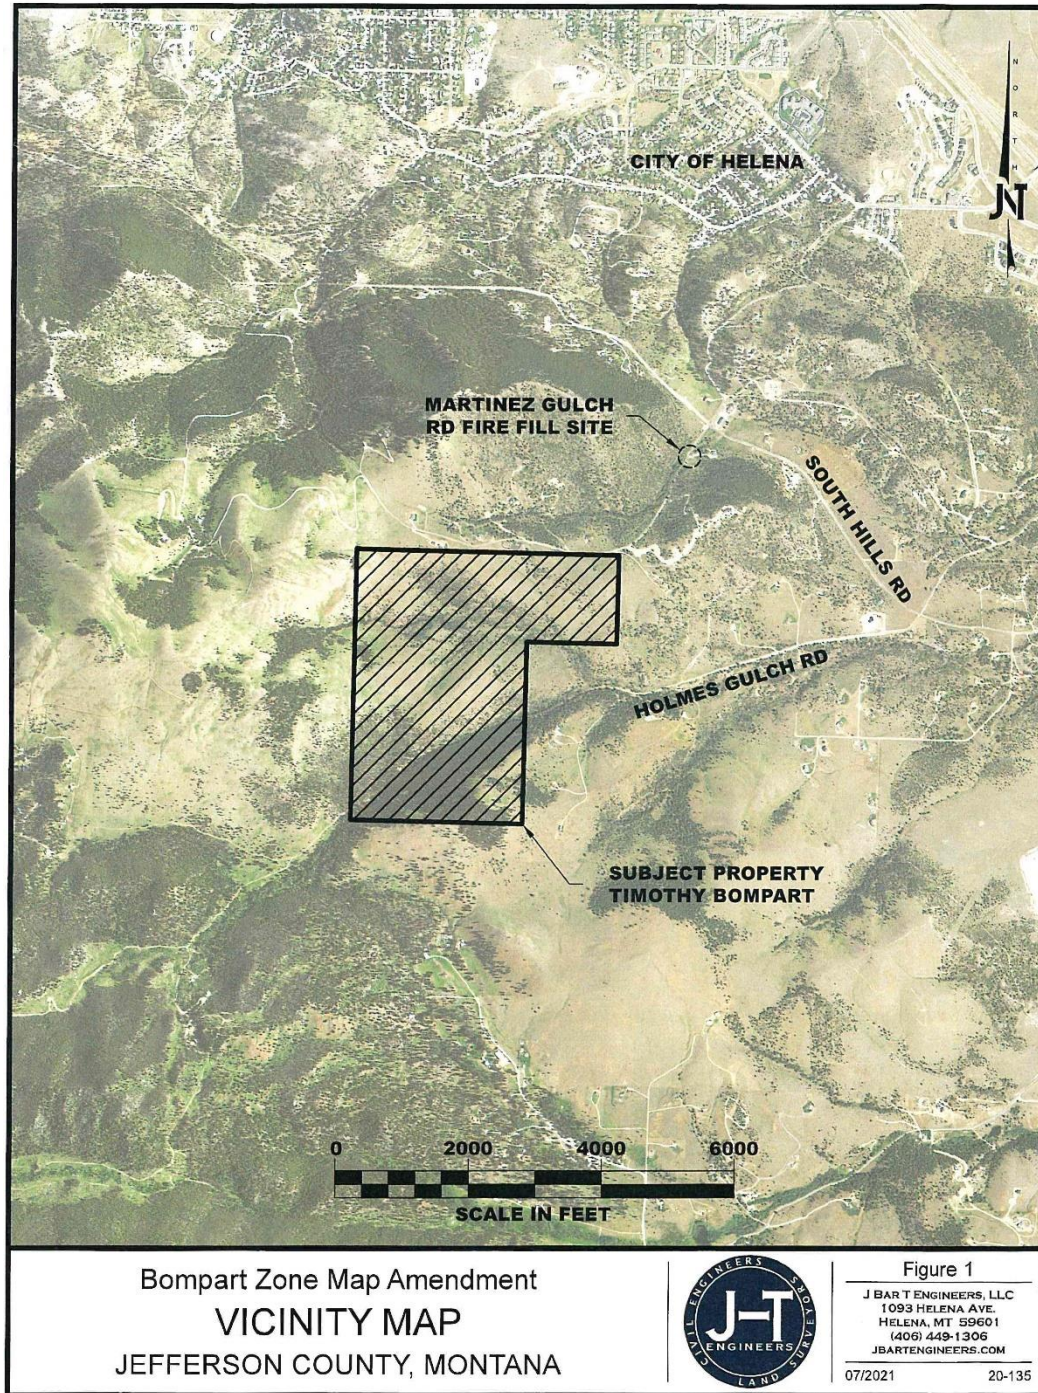 NORTH
JNT
CITY OF HELENA
MARTINEZ GULCH
RD FIRE FILL SITE
SOUTH HILLS RD
HOLMES GULCH RD
SUBJECT PROPERTY
TIMOTHY BOMPART
0 2000 4000 6000
SCALE IN FEET
Bompart Zone Map Amendment
VICINITY MAP
JEFFERSON COUNTY, MONTANA
CIVIL ENGINEERS
LAND SURVEYORS
J-T
ENGINEERS
Figure 1
J BAR T ENGINEERS, LLC
1093 HELENA AVE.
HELENA, MT 59601
(406) 449-1306
JBARTENGINEERS.COM
07/2021 20-135